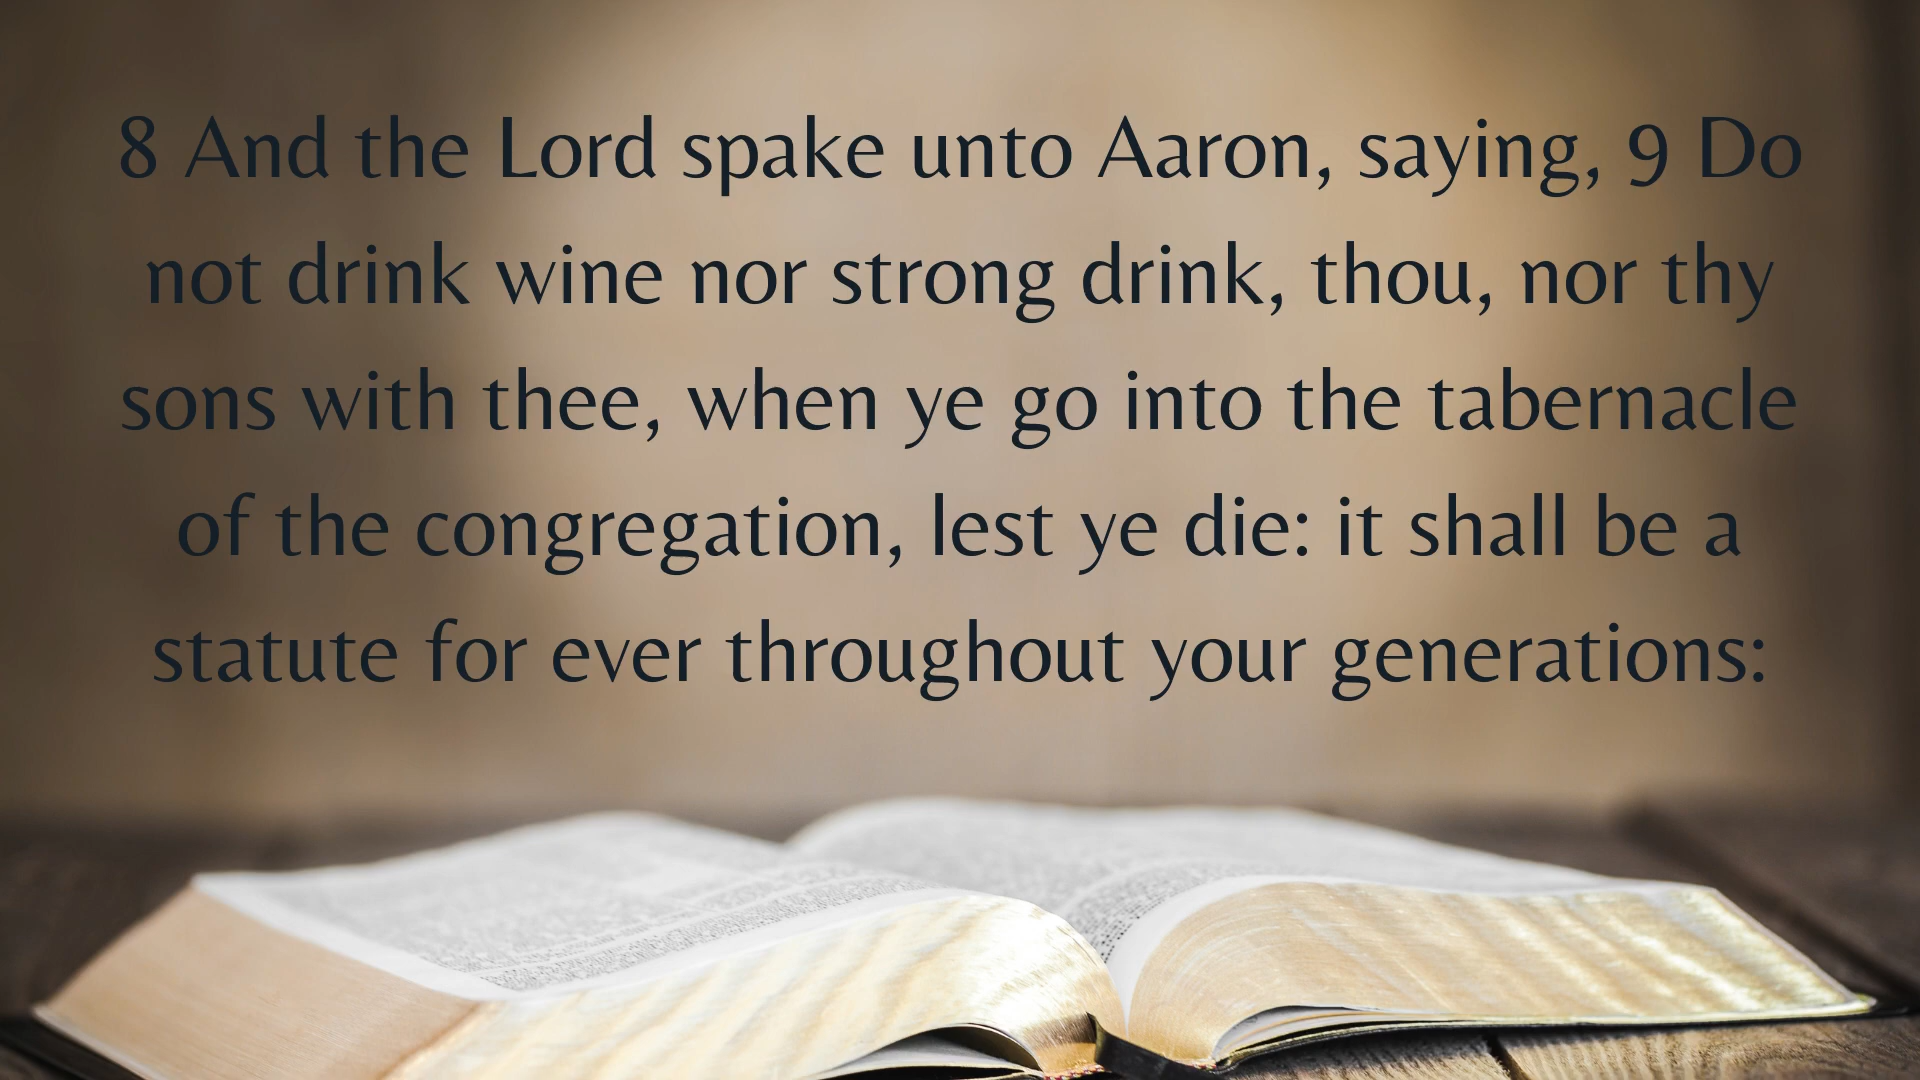 8 And the Lord spake unto Aaron, saying, 9 Do
not drink wine nor strong drink, thou, nor thy
sons with thee, when ye go into the tabernacle
of the congregation, lest ye die: it shall be a
statute for ever throughout your generations: